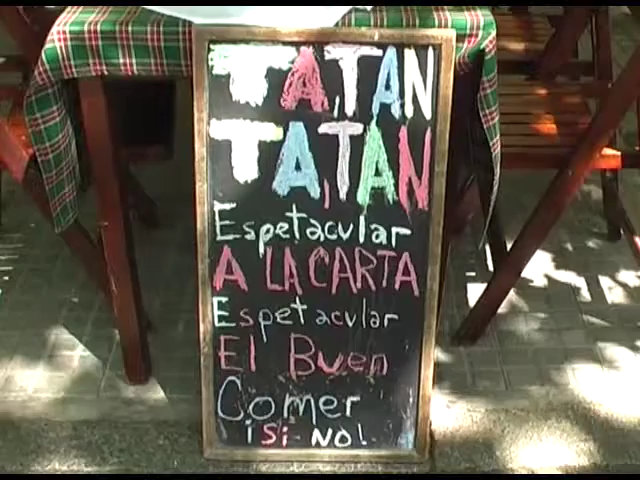 TATAN
TATAN
Espetacular
A LA CARTA
Espetacular
El Buen
Comer
¡Si-NO!